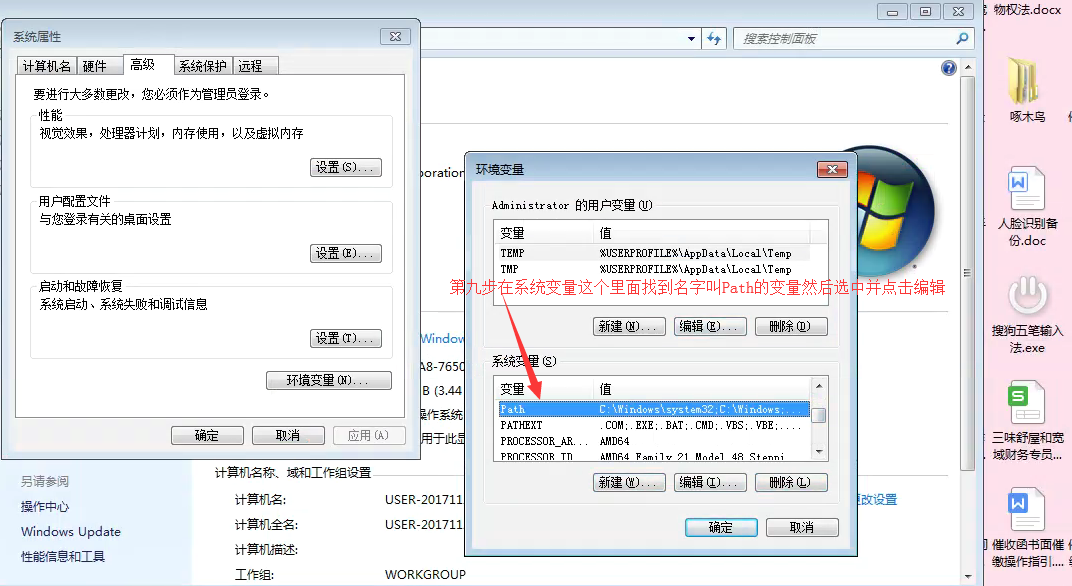 系统属性
计算机名
硬件
高级
系统保护
远程
要进行大多数更改，您必须作为管理员登录。
性能
视觉效果，处理器计划，内存使用，以及虚拟内存
设置(S)...
用户配置文件
与您登录有关的桌面设置
设置(E)...
启动和故障恢复
系统启动、系统失败和调试信息
设置(T)...
环境变量(N)...
确定
取消
应用(A)
搜索控制面板
poration
Window
A8-7650
B (3.44
操作系统
用于此显
环境变量
Administrator 的用户变量(U)
变量 值
TEMP %USERPROFILE%\AppData\Local\Temp
TMP %USERPROFILE%\AppData\Local\Temp
第九步在系统变量这个里面找到名字叫Path的变量然后选中并点击编辑
新建(N)...
编辑(E)...
删除(D)
系统变量(S)
变量 值
Path C:\Windows\system32;C:\Windows;...
PATHEXT .COM;.EXE;.BAT;.CMD;.VBS;.VBE;....
PROCESSOR_AR... AMD64
PROCESSOR_ID AMD64 Family 21 Model 48 Steppi
新建(W)...
编辑(I)...
删除(L)
确定
取消
更改设置
另请参阅
操作中心
Windows Update
性能信息和工具
计算机名称、域和工作组设置
计算机名: USER-201711
计算机全名: USER-201711
计算机描述:
工作组: WORKGROUP
物权法.docx
啄木鸟
人脸识别备
份.doc
搜狗五笔输入
法.exe
三味舒屋和宽
域财务专员...
催收函书面催
缴操作指引....